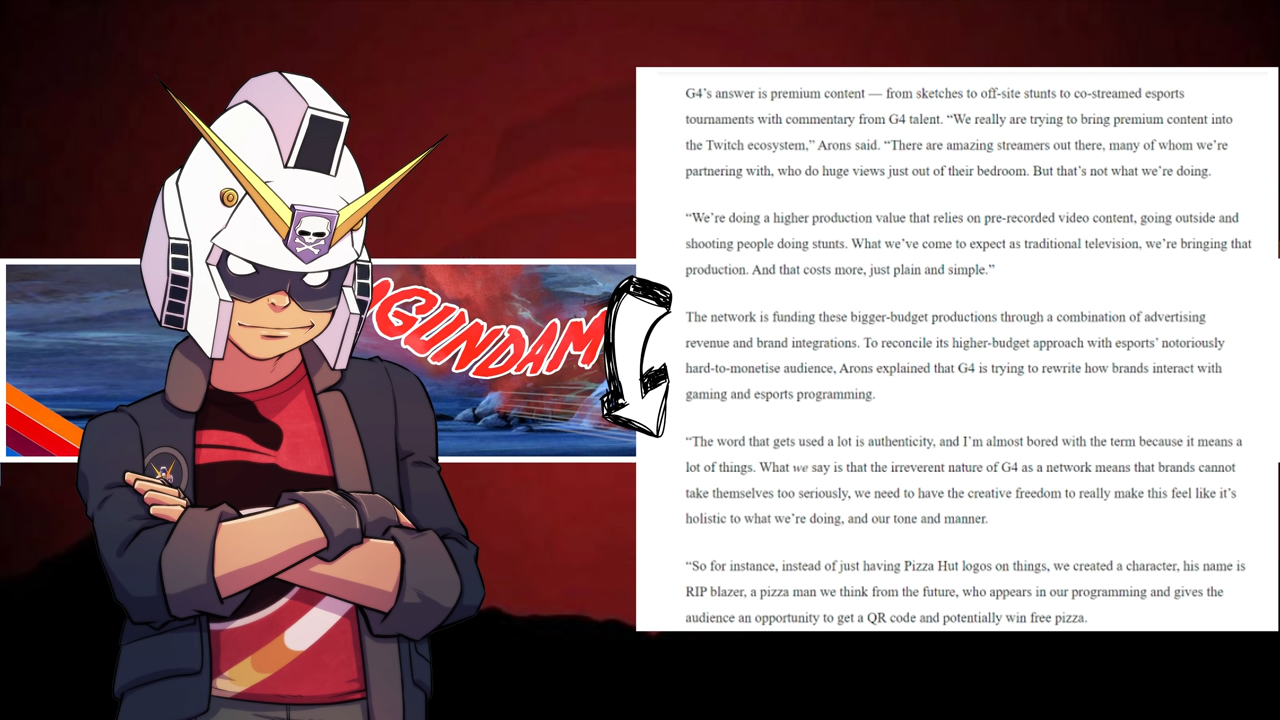 GUNDAM
G4's answer is premium content — from sketches to off-site stunts to co-streamed esports
tournaments with commentary from G4 talent. “We really are trying to bring premium content into
the Twitch ecosystem,” Arons said. “There are amazing streamers out there, many of whom we’re
partnering with, who do huge views just out of their bedroom. But that’s not what we’re doing.
“We’re doing a higher production value that relies on pre-recorded video content, going outside and
shooting people doing stunts. What we’ve come to expect as traditional television, we’re bringing that
production. And that costs more, just plain and simple.”
The network is funding these bigger-budget productions through a combination of advertising
revenue and brand integrations. To reconcile its higher-budget approach with esports’ notoriously
hard-to-monetise audience, Arons explained that G4 is trying to rewrite how brands interact with
gaming and esports programming.
“The word that gets used a lot is authenticity, and I’m almost bored with the term because it means a
lot of things. What we say is that the irreverent nature of G4 as a network means that brands cannot
take themselves too seriously, we need to have the creative freedom to really make this feel like it’s
holistic to what we’re doing, and our tone and manner.
“So for instance, instead of just having Pizza Hut logos on things, we created a character, his name is
RIP blazer, a pizza man we think from the future, who appears in our programming and gives the
audience an opportunity to get a QR code and potentially win free pizza.